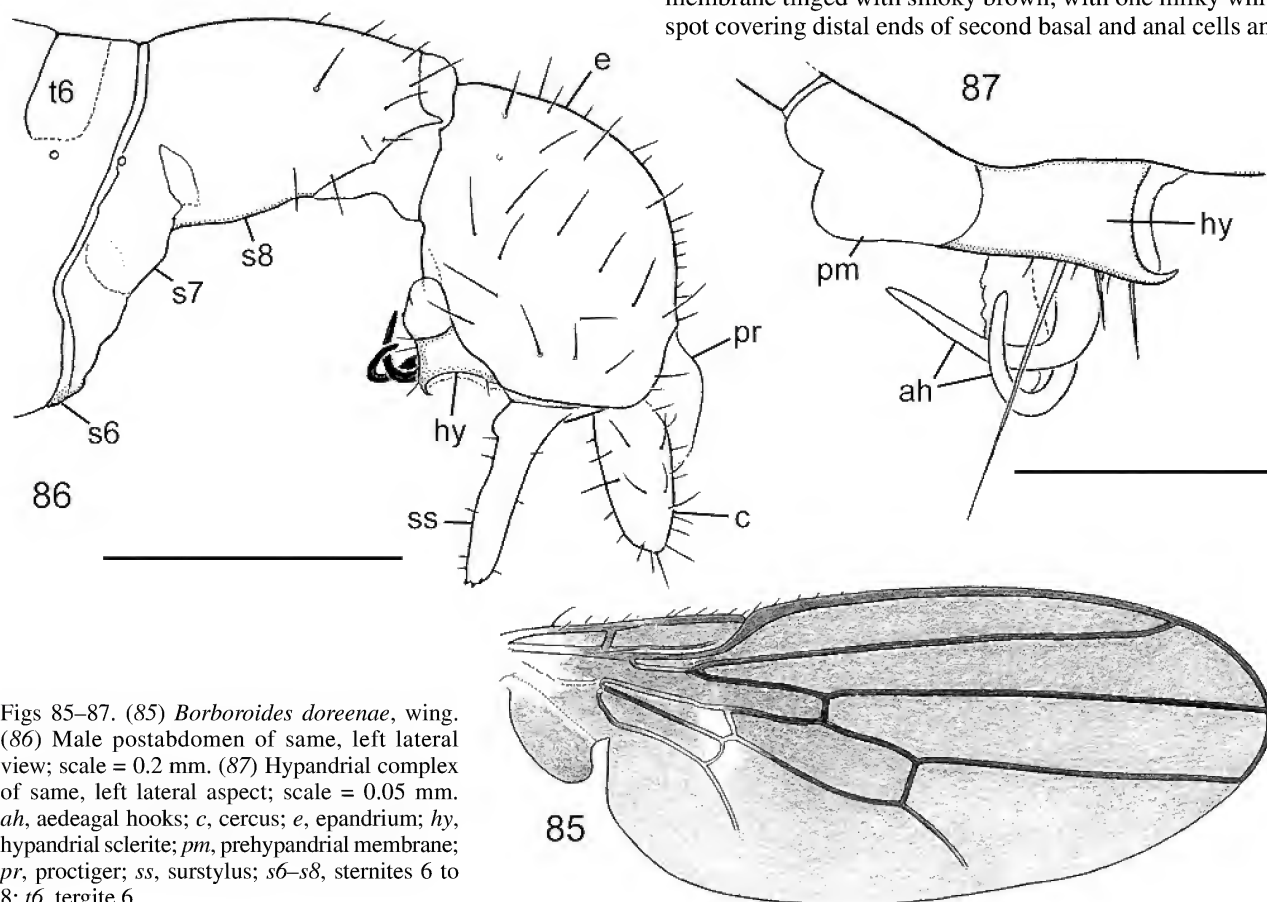 membrane tinged with smoky brown, with one milky whi
spot covering distal ends of second basal and anal cells an
t6
e
87
hy
pm
s8
s7
pr
ah
s6
hy
86
ss
c
Figs 85–87. (85) Borboroides doreenae, wing.
(86) Male postabdomen of same, left lateral
view; scale = 0.2 mm. (87) Hypandrial complex
of same, left lateral aspect; scale = 0.05 mm.
ah, aedeagal hooks; c, cercus; e, epandrium; hy,
hypandrial sclerite; pm, prehypandrial membrane;
pr, proctiger; ss, surstylus; s6–s8, sternites 6 to
8; t6, tergite 6.
85